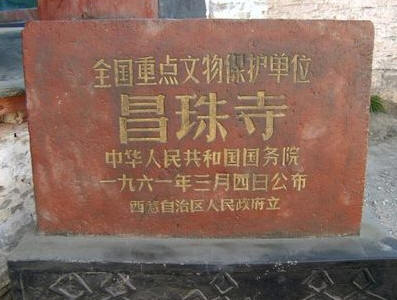 全国重点文物保护单位
昌珠寺
中华人民共和国国务院
一九六一年三月四日公布
西藏自治区人民政府立